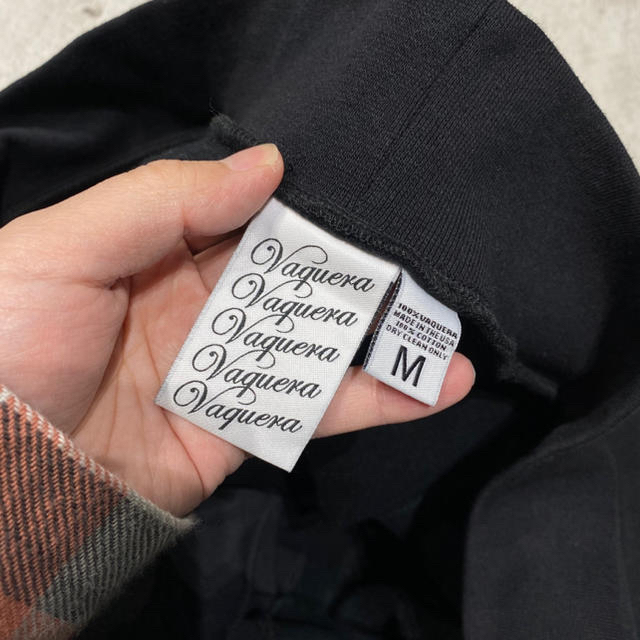 Vaquera
Vaquera
Vaquera
Vaquera
Vaquera
100% VAQUERA
MADE IN THE USA
100% COTTON
DRY CLEAN ONLY
M